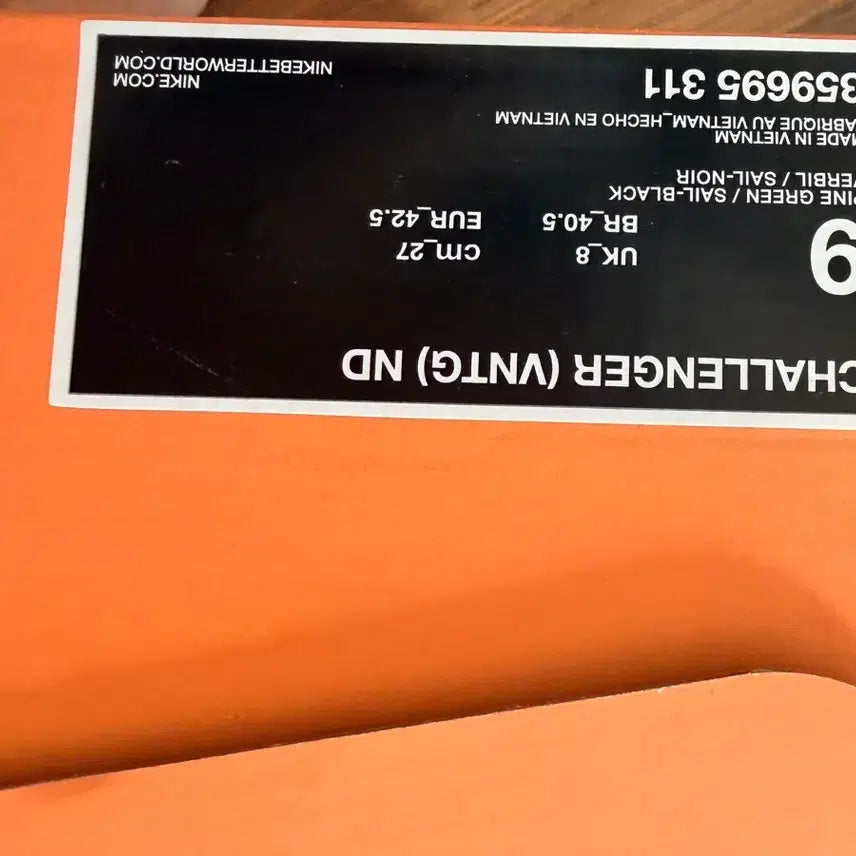 CHALLENGER (VNTG) ND
9
UK_8 cm_27
BR_40.5 EUR_42.5
PINE GREEN / SAIL-BLACK
VERBIL / SAIL-NOIR
MADE IN VIETNAM
ABRIQUE AU VIETNAM_HECHO EN VIETNAM
359695 311
NIKE.COM
NIKEBETTERWORLD.COM